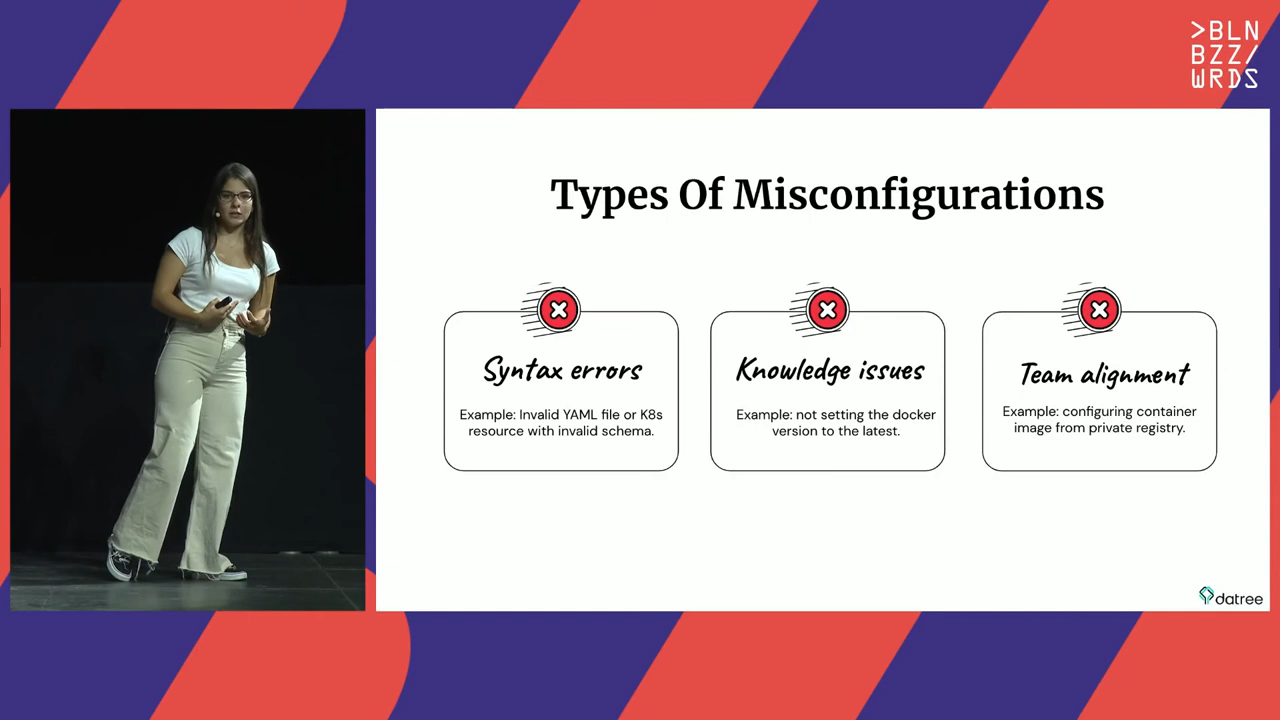 >BLN
BZZ/
WRDS
Types Of Misconfigurations
Syntax errors
Example: Invalid YAML file or K8s
resource with invalid schema.
Knowledge issues
Example: not setting the docker
version to the latest.
Team alignment
Example: configuring container
image from private registry.
datree